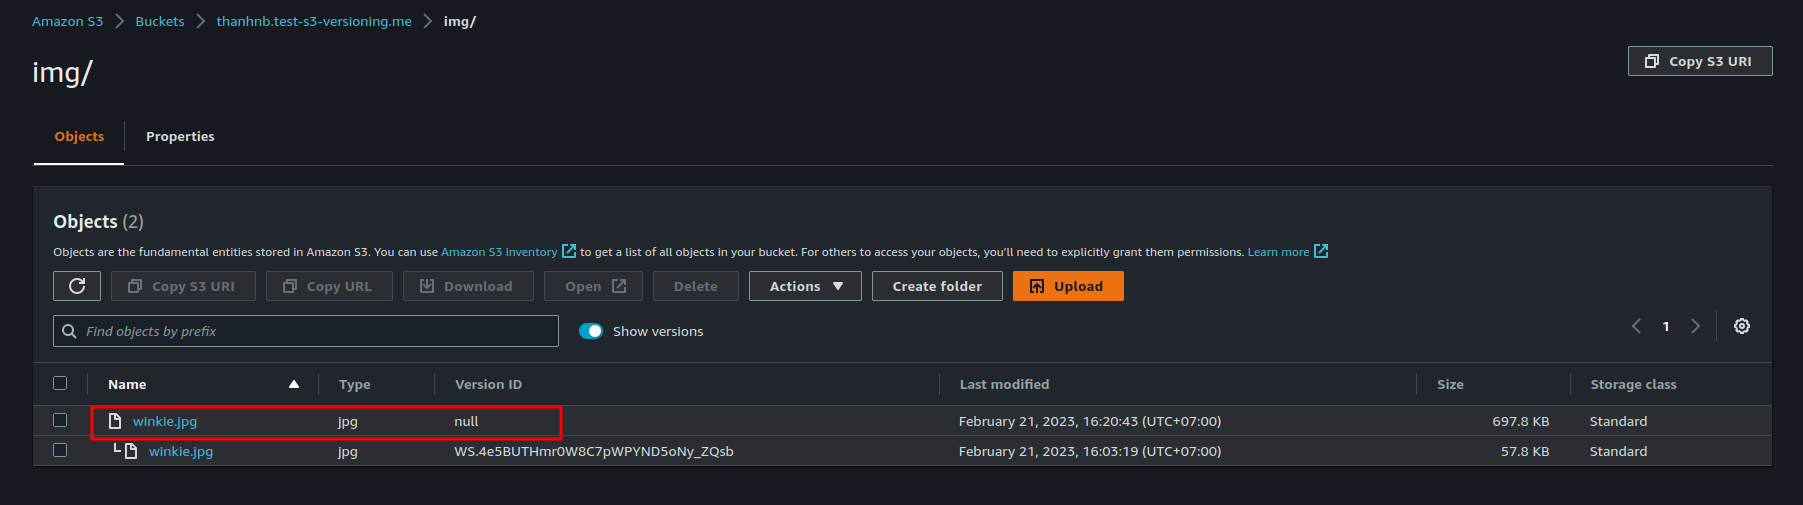 Amazon S3 > Buckets > thanhnb.test-s3-versioning.me > img/
img/
Copy S3 URI
Objects Properties
Objects (2)
Objects are the fundamental entities stored in Amazon S3. You can use Amazon S3 inventory to get a list of all objects in your bucket. For others to access your objects, you'll need to explicitly grant them permissions. Learn more
Copy S3 URI Copy URL Download Open Delete Actions Create folder Upload
Find objects by prefix Show versions 1
Name Type Version ID Last modified Size Storage class
winkie.jpg jpg null February 21, 2023, 16:20:43 (UTC+07:00) 697.8 KB Standard
winkie.jpg jpg WS.4e5BUTHmr0W8C7pWPYND5oNy_ZQsb February 21, 2023, 16:03:19 (UTC+07:00) 57.8 KB Standard